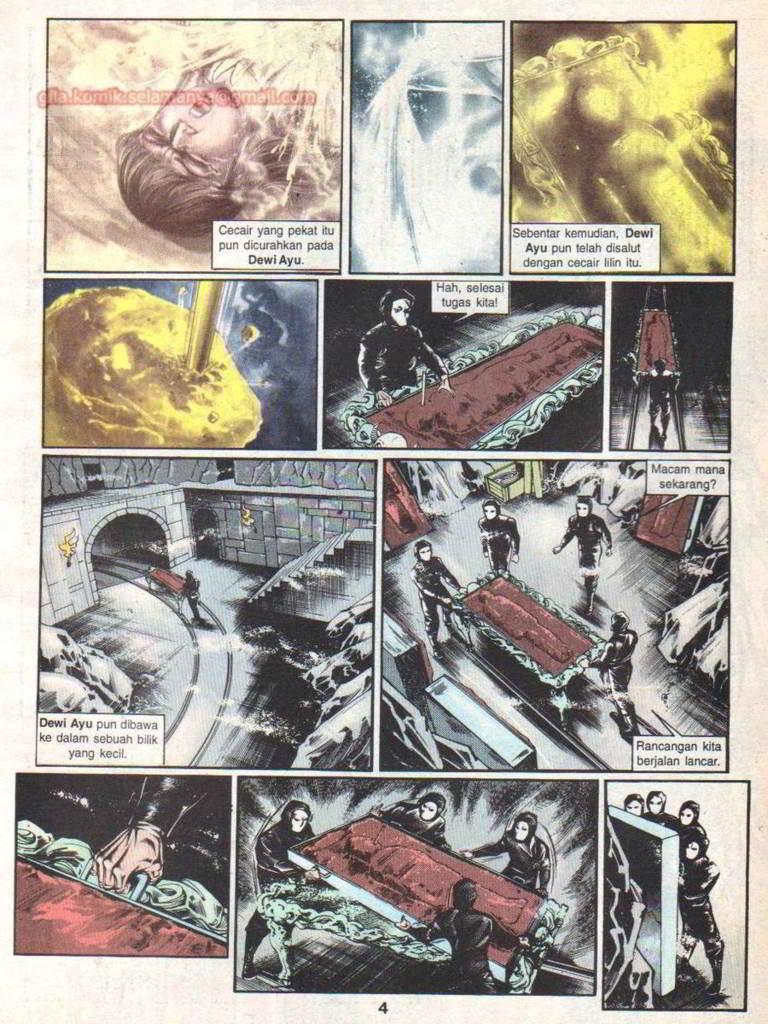 gila.komik.selamanya@gmail.com
Cecair yang pekat itu
pun dicurahkan pada
Dewi Ayu.
Sebentar kemudian, Dewi
Ayu pun telah disalut
dengan cecair lilin itu.
Hah, selesai
tugas kita!
Dewi Ayu pun dibawa
ke dalam sebuah bilik
yang kecil.
Macam mana
sekarang?
Rancangan kita
berjalan lancar.
4